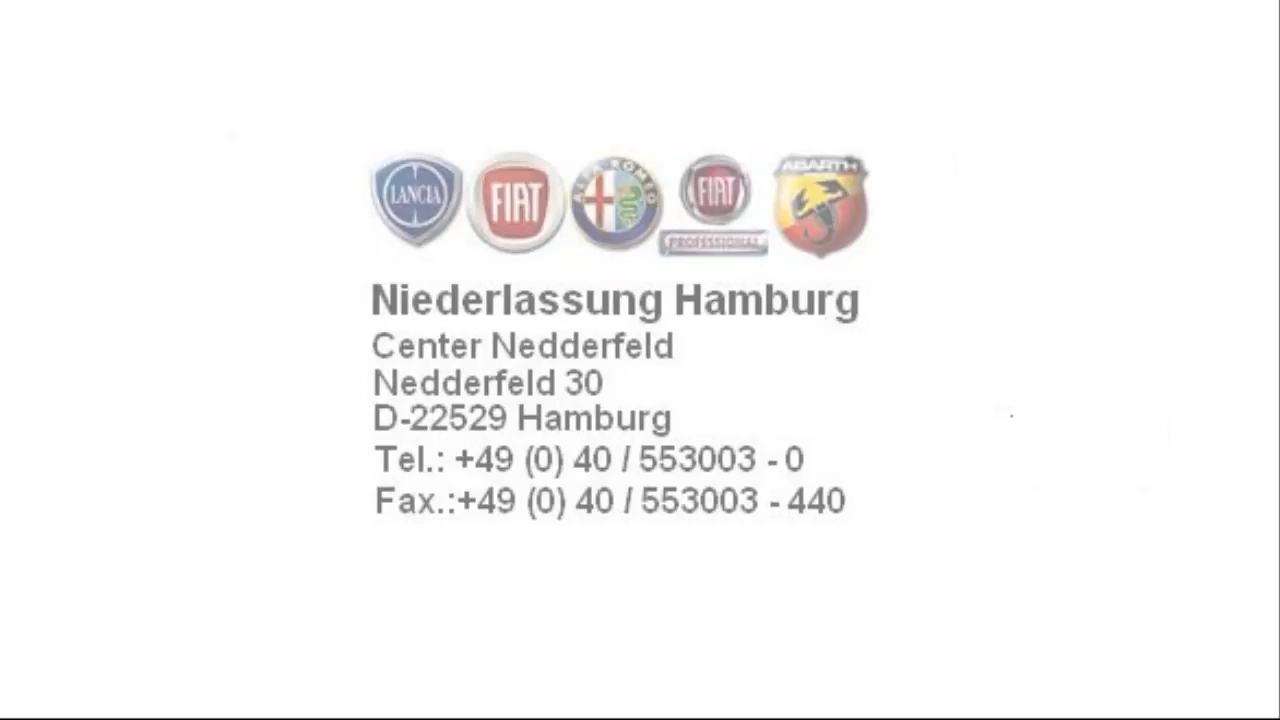 LANCIA FIAT ALFA ROMEO FIAT ABARTH
PROFESSIONAL
Niederlassung Hamburg
Center Nedderfeld
Nedderfeld 30
D-22529 Hamburg
Tel.: +49 (0) 40 / 553003 - 0
Fax.:+49 (0) 40 / 553003 - 440